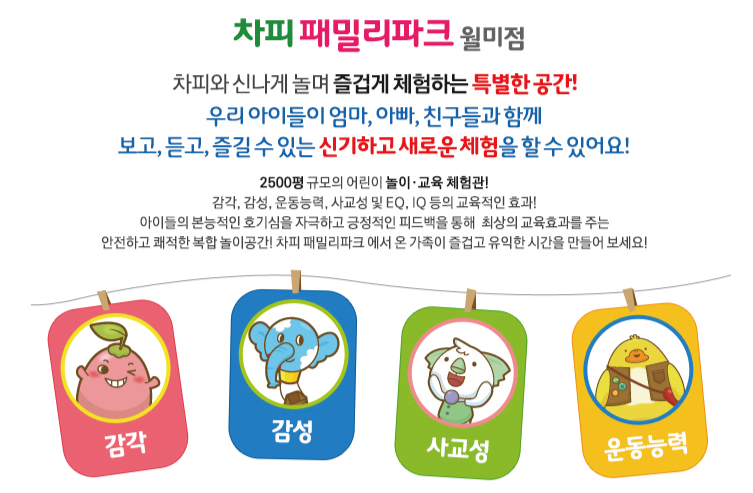 차피 패밀리파크 월미점
차피와 신나게 놀며 즐겁게 체험하는 특별한 공간!
우리 아이들이 엄마, 아빠, 친구들과 함께
보고, 듣고, 즐길 수 있는 신기하고 새로운 체험을 할 수 있어요!
2500평 규모의 어린이 놀이·교육 체험관!
감각, 감성, 운동능력, 사교성 및 EQ, IQ 등의 교육적인 효과!
아이들의 본능적인 호기심을 자극하고 긍정적인 피드백을 통해 최상의 교육효과를 주는
안전하고 쾌적한 복합 놀이공간! 차피 패밀리파크 에서 온 가족이 즐겁고 유익한 시간을 만들어 보세요!
감각
감성
사교성
운동능력